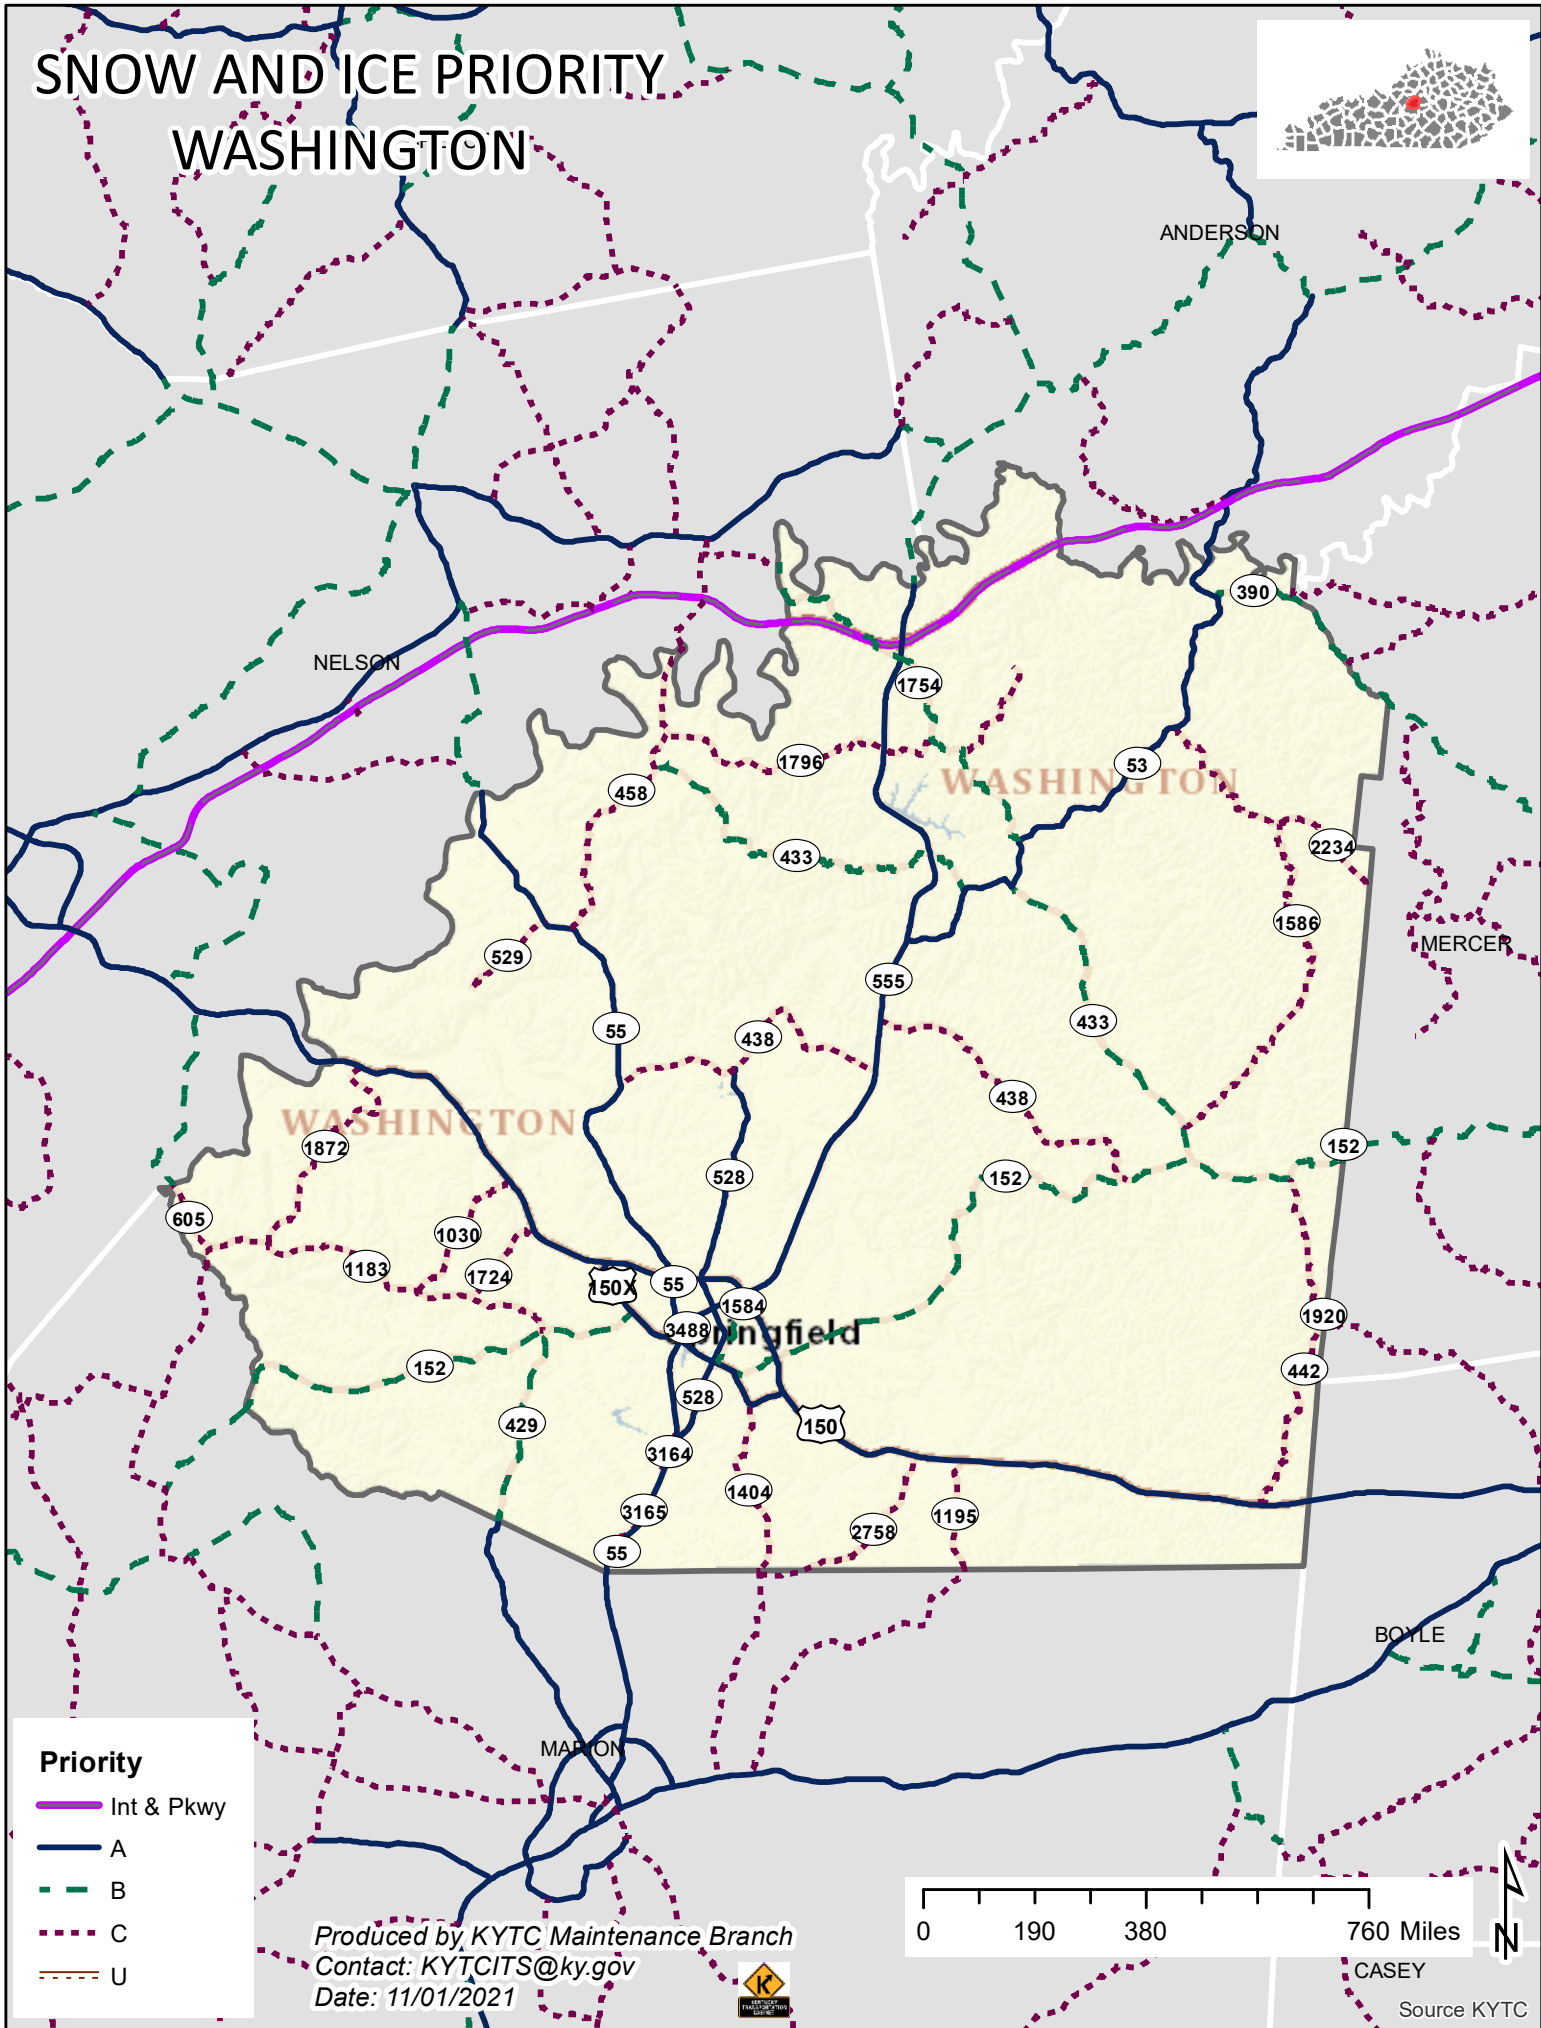 SNOW AND ICE PRIORITY
WASHINGTON
ANDERSON
390
NELSON
1754
WASHINGTON
53
1796
458
433
2234
1586
MERCER
529
555
55
433
438
438
WASHINGTON
1872
152
528
152
605
1030
1183
1724
55
150X
1584
1920
3488
152
442
528
429
150
3164
1404
3165
1195
2758
55
BOYLE
MARION
Priority
Int & Pkwy
A
B
C
U
0 190 380 760 Miles
N
Produced by KYTC Maintenance Branch
Contact: KYTCITS@ky.gov
Date: 11/01/2021
KENTUCKY
TRANSPORTATION
CABINET
CASEY
Source KYTC